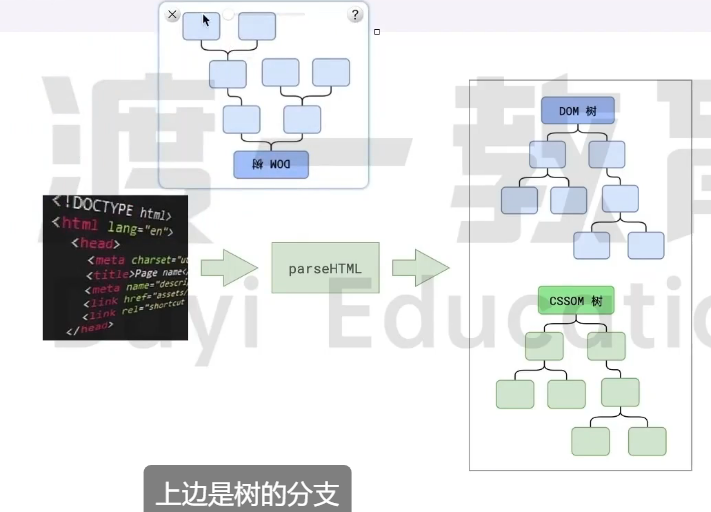 ×
?
DOM 树
渡一教育
DOM 树
<!DOCTYPE html>
<html lang="en">
<head>
<meta charset="ut
<title>Page name</
<meta name="descri
<link href="assets/
<link rel="shortcut
</head>
parseHTML
CSSOM 树
Duyi Educatio
上边是树的分支